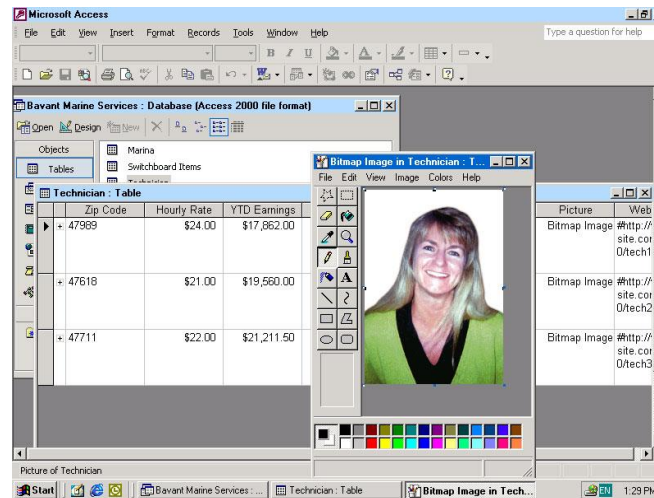 Microsoft Access
File Edit View Insert Format Records Tools Window Help
Type a question for help
B I U
Bavant Marine Services : Database (Access 2000 file format)
Open Design New
Objects
Marina
Tables
Switchboard Items
Technician
Bitmap Image in Technician : T...
File Edit View Image Colors Help
A
Technician : Table
Zip Code Hourly Rate YTD Earnings Picture Web
+ 47989 $24.00 $17,862.00 Bitmap Image #http://
site.cor
0/tech1
+ 47618 $21.00 $19,560.00 Bitmap Image #http://
site.cor
0/tech2
+ 47711 $22.00 $21,211.50 Bitmap Image #http://
site.cor
0/tech3
Picture of Technician
Start Bavant Marine Services : ... Technician : Table Bitmap Image in Tech... EN 1:29 PM